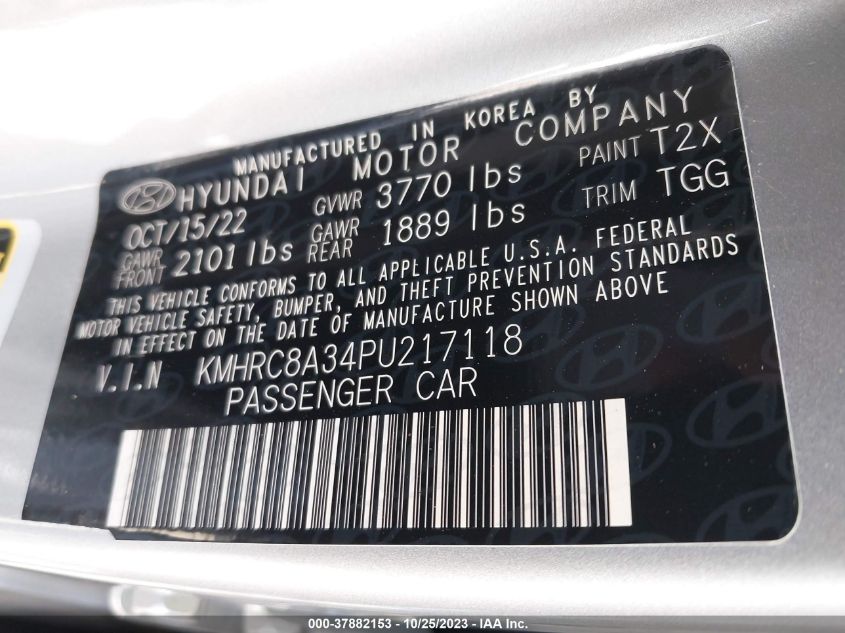 MANUFACTURED IN KOREA BY
HYUNDAI MOTOR COMPANY
OCT/15/22 GVWR 3770 lbs PAINT T2X
GAWR FRONT 2101 lbs GAWR REAR 1889 lbs TRIM TGG
THIS VEHICLE CONFORMS TO ALL APPLICABLE U.S.A. FEDERAL
MOTOR VEHICLE SAFETY, BUMPER, AND THEFT PREVENTION STANDARDS
IN EFFECT ON THE DATE OF MANUFACTURE SHOWN ABOVE
V.I.N KMHRC8A34PU217118
PASSENGER CAR
000-37882153 - 10/25/2023 - IAA Inc.